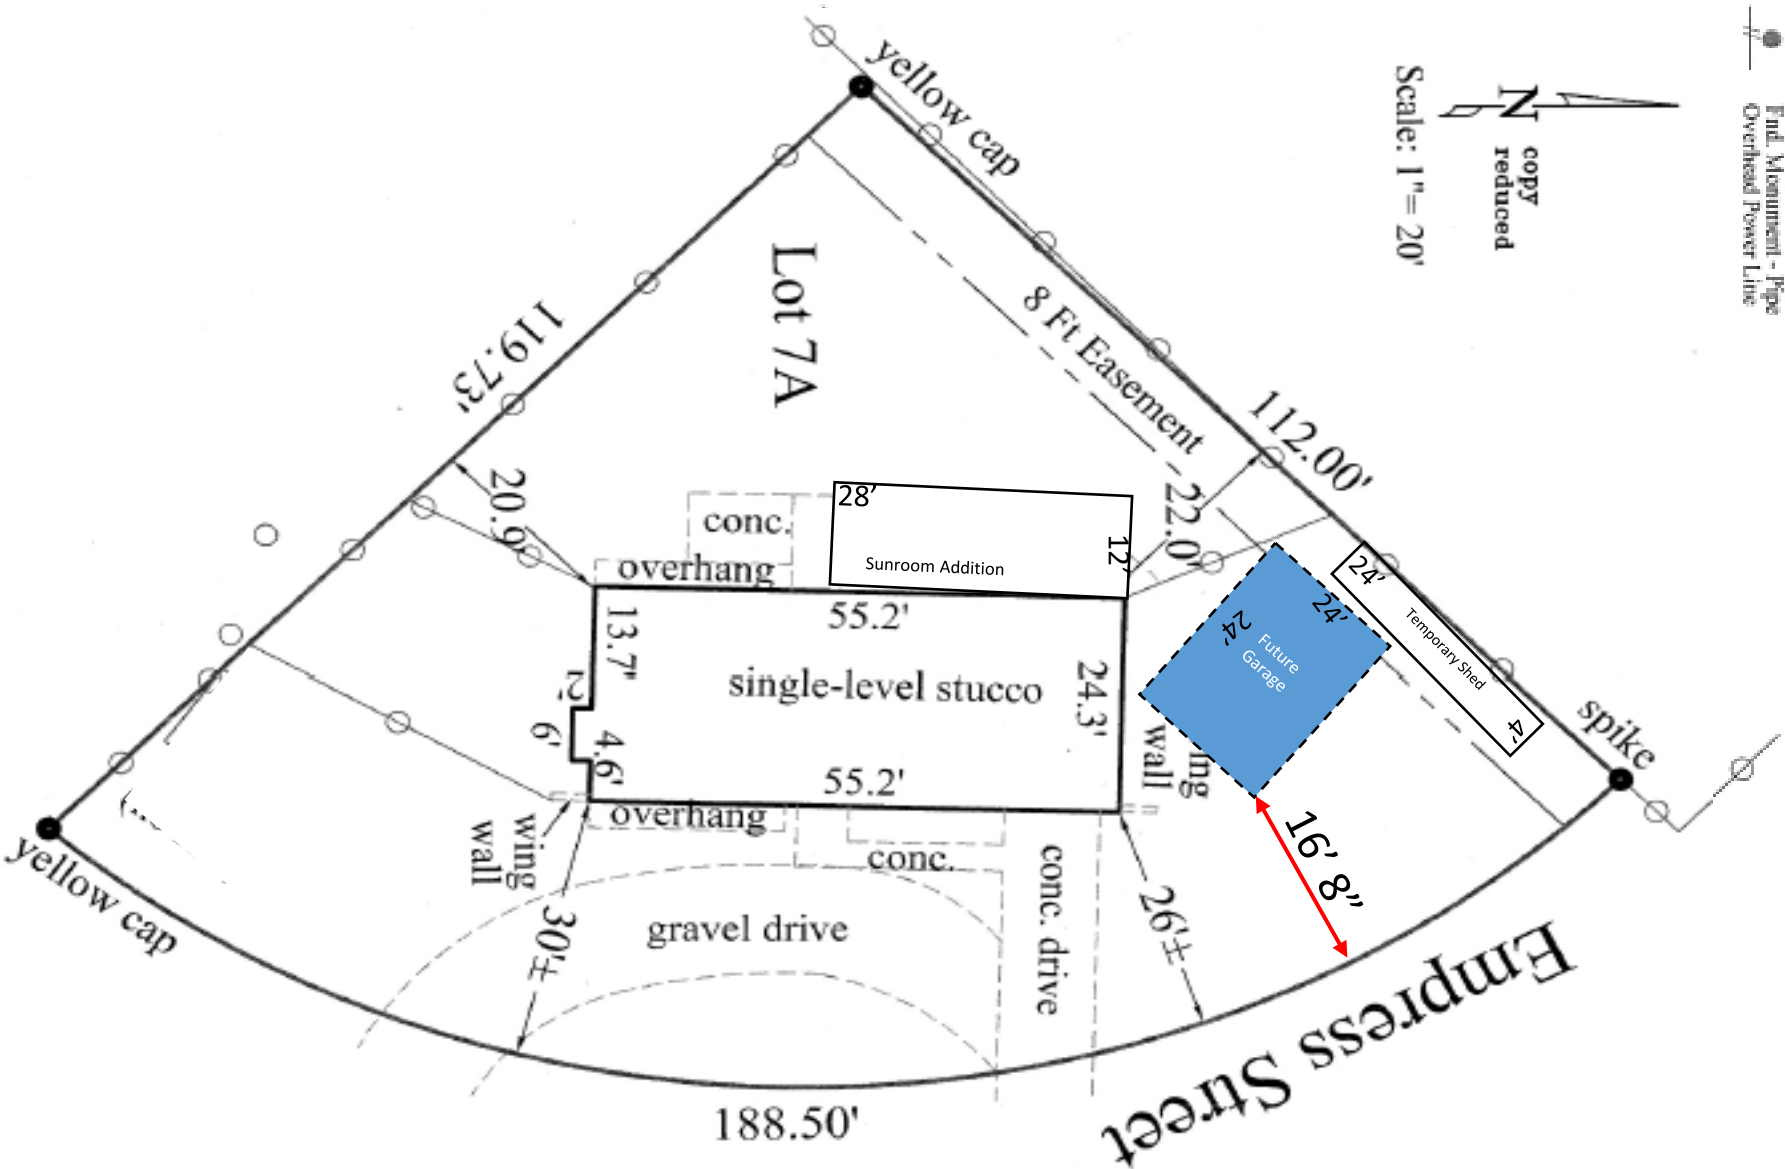 Fnd. Monument - Pipe
Overhead Power Line
N
copy
reduced
Scale: 1"= 20'
yellow cap
Lot 7A
119.73'
8 Ft Easement
112.00'
20.9'
22.0'
conc.
overhang
28'
12'
Sunroom Addition
24'
Temporary Shed
4'
24'
24'
Future
Garage
spike
55.2'
13.7'
2'
6'
4.6'
single-level stucco
24.3'
55.2'
wing
wall
overhang
wing
wall
conc.
conc. drive
gravel drive
30'±
26'±
16' 8”
yellow cap
188.50'
Empress Street